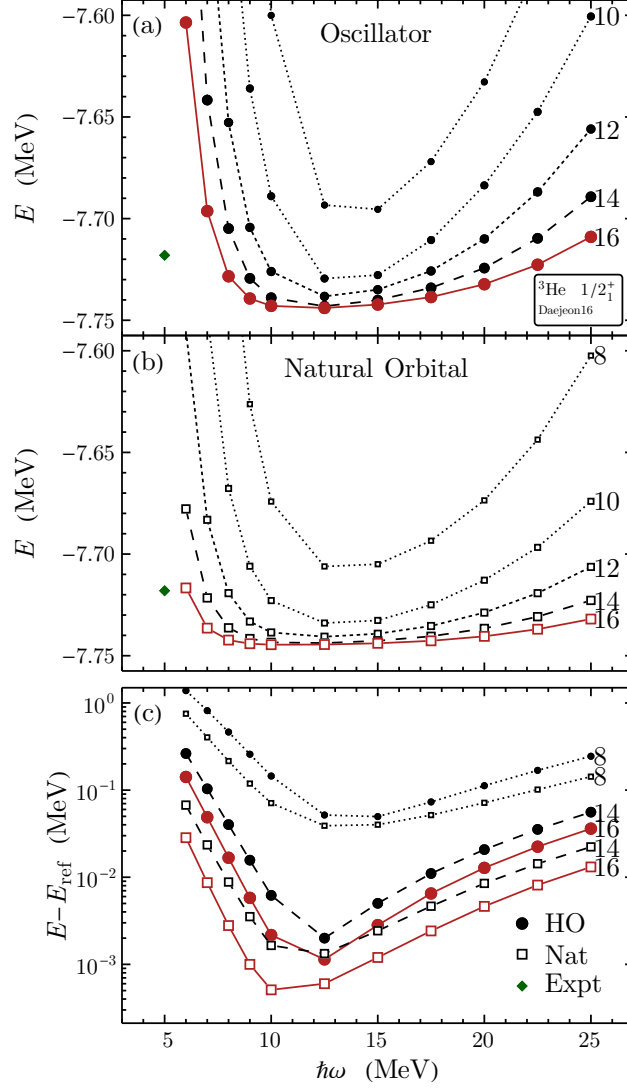 (a) Oscillator
−7.60
−7.65
−7.70
−7.75
E (MeV)
10
12
14
16
³He 1/2₁⁺
Daejeon16
(b) Natural Orbital
−7.60
−7.65
−7.70
−7.75
E (MeV)
8
10
12
14
16
(c)
10⁰
10⁻¹
10⁻²
10⁻³
E−E_ref (MeV)
8
8
14
16
14
16
HO
Nat
Expt
5 10 15 20 25
ℏω (MeV)